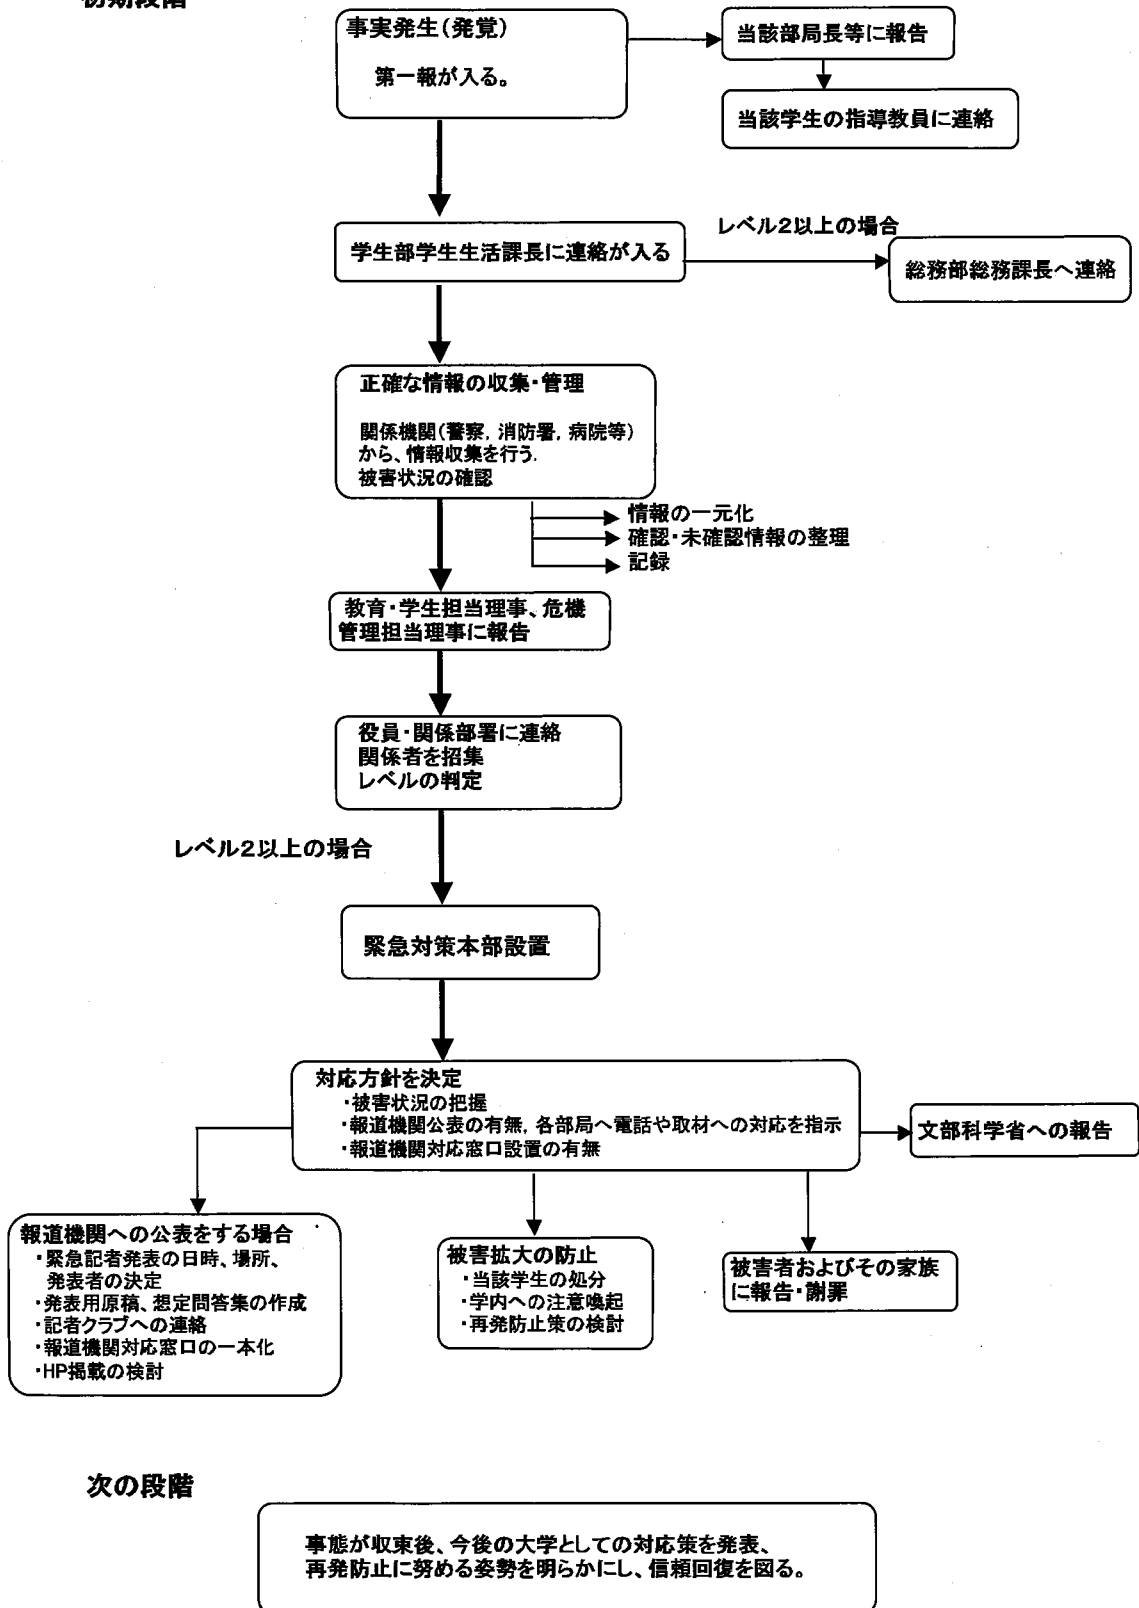 初期段階
事実発生(発覚)
第一報が入る。
当該部局長等に報告
当該学生の指導教員に連絡
学生部学生生活課長に連絡が入る
レベル2以上の場合
総務部総務課長へ連絡
正確な情報の収集・管理
関係機関(警察, 消防署, 病院等)
から、情報収集を行う.
被害状況の確認
情報の一元化
確認・未確認情報の整理
記録
教育・学生担当理事、危機
管理担当理事に報告
役員・関係部署に連絡
関係者を招集
レベルの判定
レベル2以上の場合
緊急対策本部設置
対応方針を決定
・被害状況の把握
・報道機関公表の有無, 各部局へ電話や取材への対応を指示
・報道機関対応窓口設置の有無
文部科学省への報告
報道機関への公表をする場合
・緊急記者発表の日時、場所、
発表者の決定
・発表用原稿、想定問答集の作成
・記者クラブへの連絡
・報道機関対応窓口の一本化
・HP掲載の検討
被害拡大の防止
・当該学生の処分
・学内への注意喚起
・再発防止策の検討
被害者およびその家族
に報告・謝罪
次の段階
事態が収束後、今後の大学としての対応策を発表、
再発防止に努める姿勢を明らかにし、信頼回復を図る。